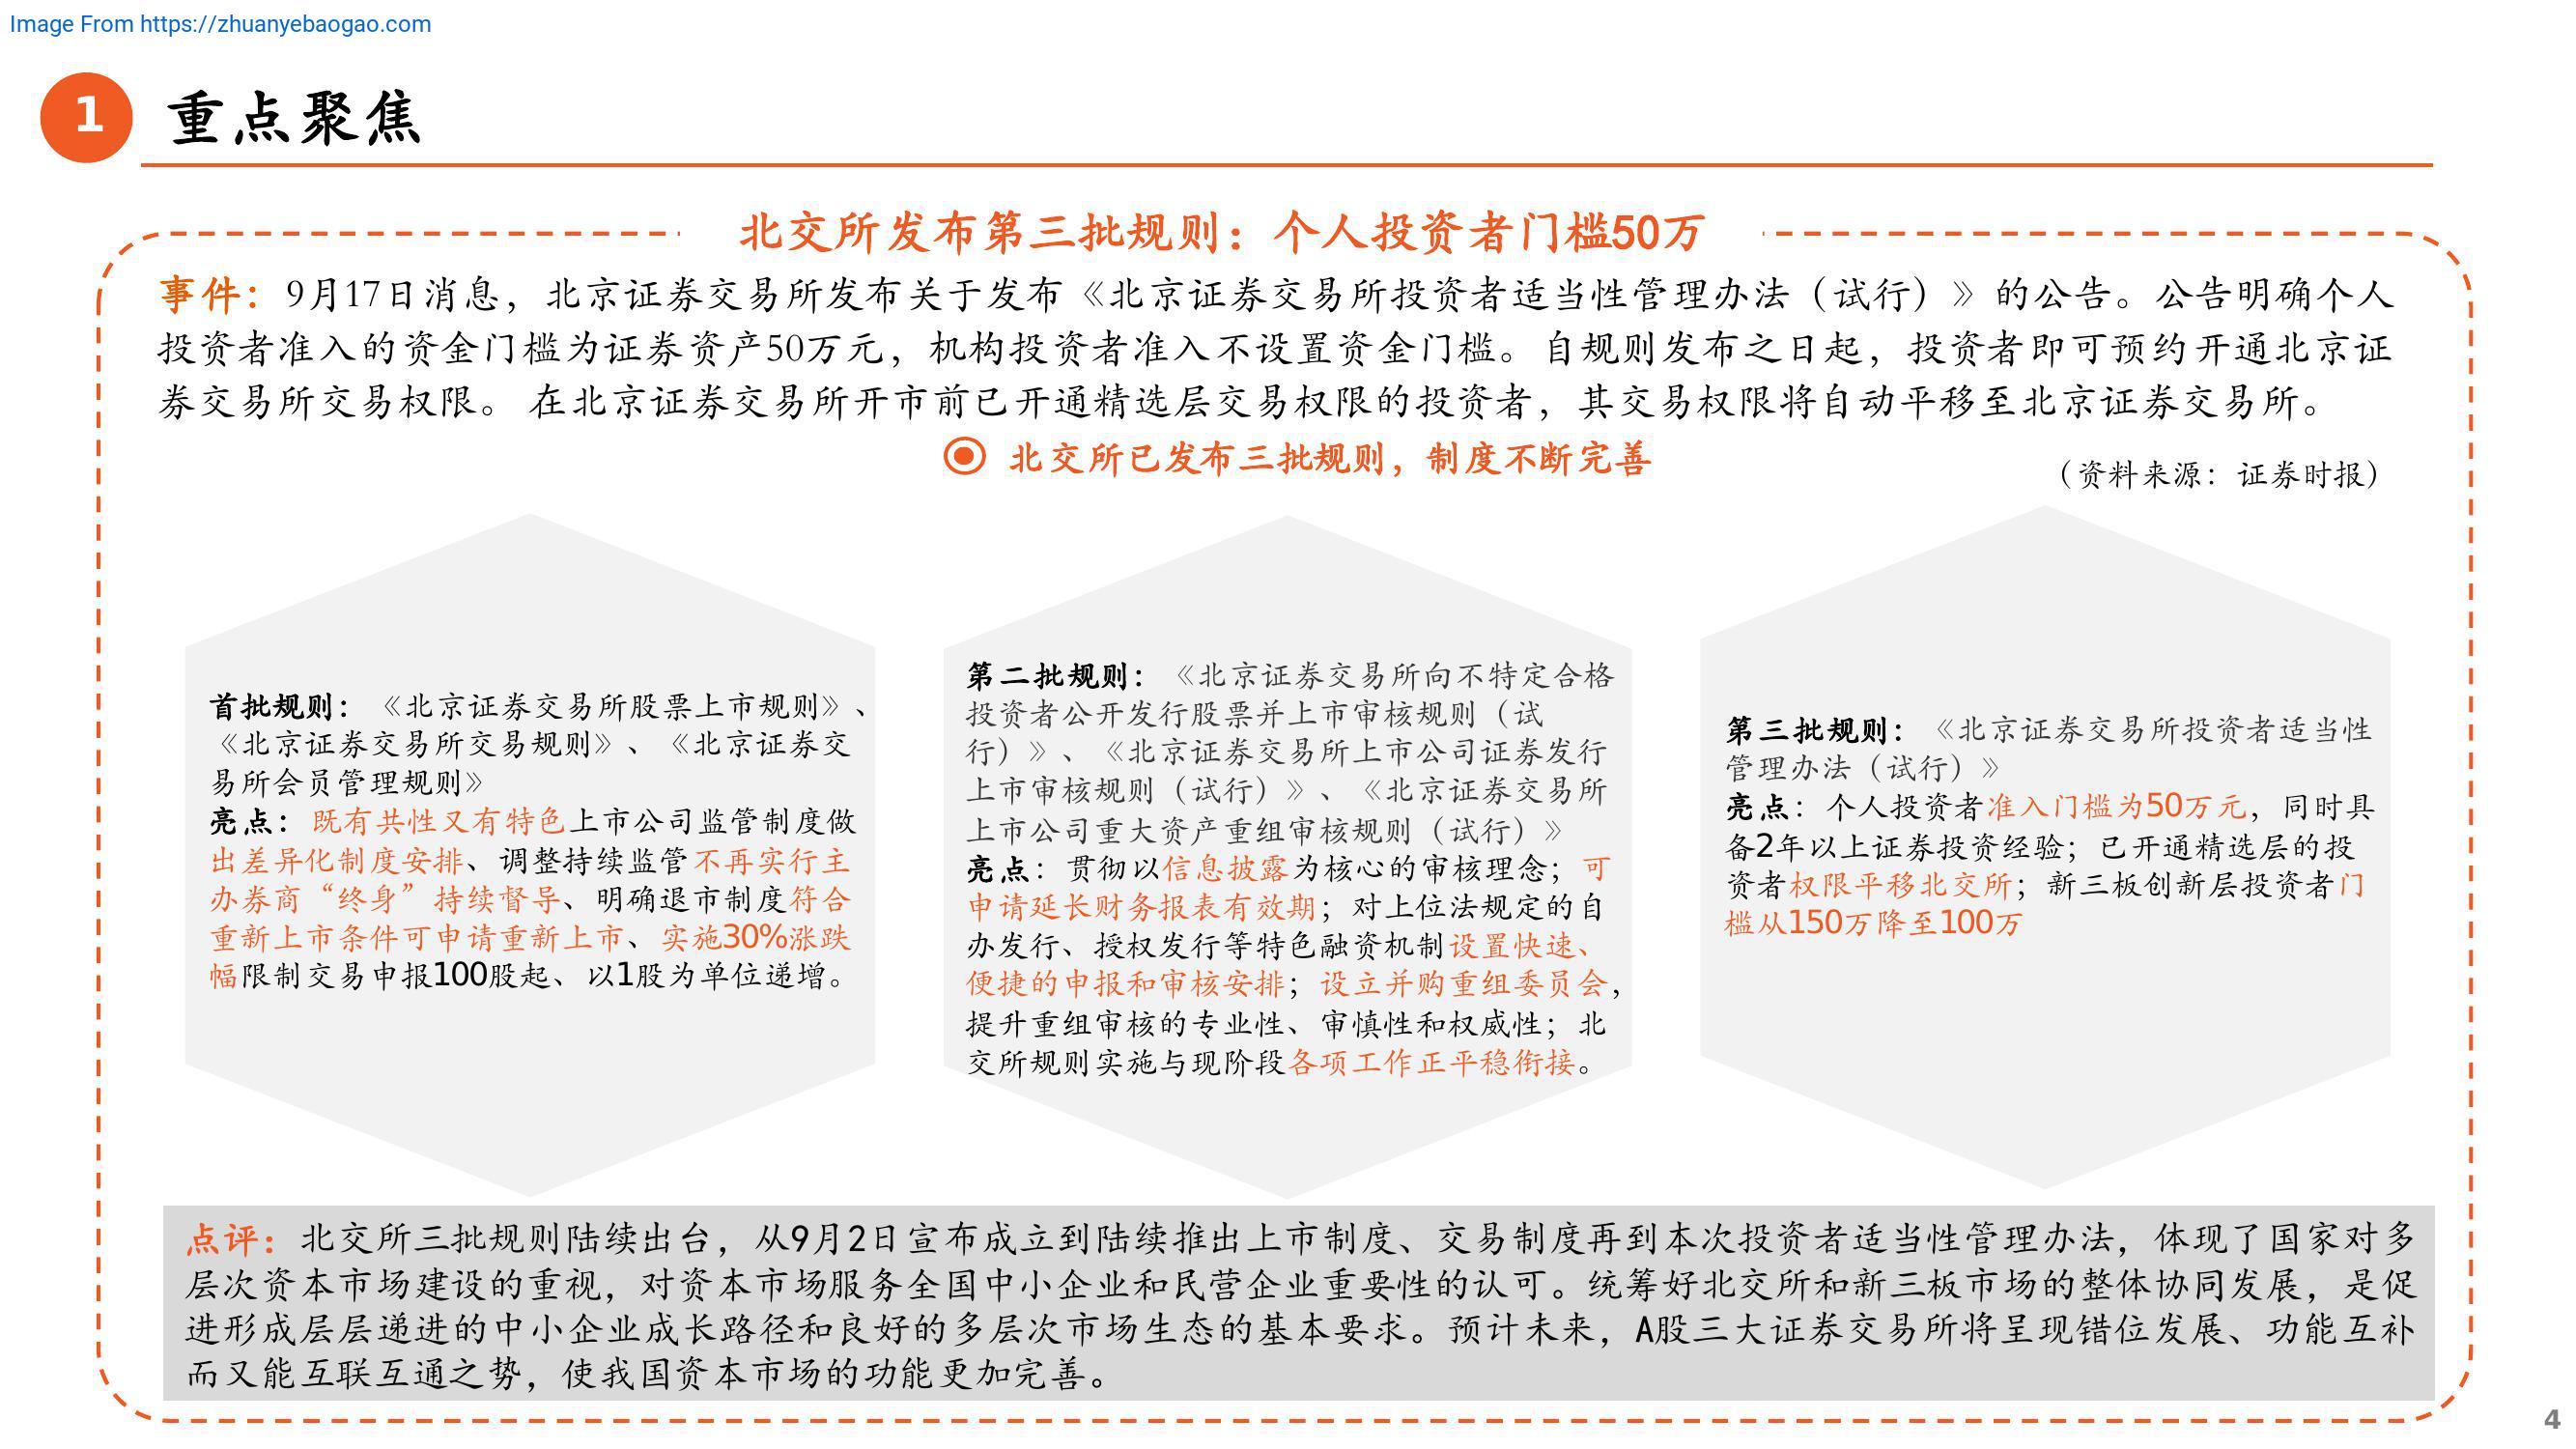 Image From https://zhuanyebaogao.com
1
重点聚焦
北交所发布第三批规则：个人投资者门槛50万
事件：9月17日消息，北京证券交易所发布关于发布《北京证券交易所投资者适当性管理办法（试行）》的公告。公告明确个人
投资者准入的资金门槛为证券资产50万元，机构投资者准入不设置资金门槛。自规则发布之日起，投资者即可预约开通北京证
券交易所交易权限。 在北京证券交易所开市前已开通精选层交易权限的投资者，其交易权限将自动平移至北京证券交易所。
北交所已发布三批规则，制度不断完善
（资料来源：证券时报）
首批规则：《北京证券交易所股票上市规则》、
《北京证券交易所交易规则》、《北京证券交
易所会员管理规则》
亮点：既有共性又有特色上市公司监管制度做
出差异化制度安排、调整持续监管不再实行主
办券商“终身”持续督导、明确退市制度符合
重新上市条件可申请重新上市、实施30%涨跌
幅限制交易申报100股起、以1股为单位递增。
第二批规则：《北京证券交易所向不特定合格
投资者公开发行股票并上市审核规则（试
行）》、《北京证券交易所上市公司证券发行
上市审核规则（试行）》、《北京证券交易所
上市公司重大资产重组审核规则（试行）》
亮点：贯彻以信息披露为核心的审核理念；可
申请延长财务报表有效期；对上位法规定的自
办发行、授权发行等特色融资机制设置快速、
便捷的申报和审核安排；设立并购重组委员会，
提升重组审核的专业性、审慎性和权威性；北
交所规则实施与现阶段各项工作正平稳衔接。
第三批规则：《北京证券交易所投资者适当性
管理办法（试行）》
亮点：个人投资者准入门槛为50万元，同时具
备2年以上证券投资经验；已开通精选层的投
资者权限平移北交所；新三板创新层投资者门
槛从150万降至100万
点评：北交所三批规则陆续出台，从9月2日宣布成立到陆续推出上市制度、交易制度再到本次投资者适当性管理办法，体现了国家对多
层次资本市场建设的重视，对资本市场服务全国中小企业和民营企业重要性的认可。统筹好北交所和新三板市场的整体协同发展，是促
进形成层层递进的中小企业成长路径和良好的多层次市场生态的基本要求。预计未来，A股三大证券交易所将呈现错位发展、功能互补
而又能互联互通之势，使我国资本市场的功能更加完善。
4